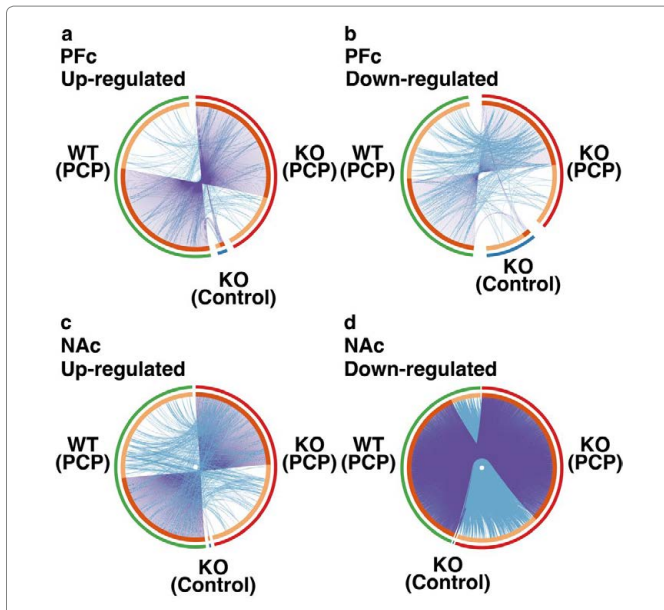 a
PFc
Up-regulated
WT
(PCP)
KO
(PCP)
KO
(Control)
b
PFc
Down-regulated
WT
(PCP)
KO
(PCP)
KO
(Control)
c
NAc
Up-regulated
WT
(PCP)
KO
(PCP)
KO
(Control)
d
NAc
Down-regulated
WT
(PCP)
KO
(PCP)
KO
(Control)